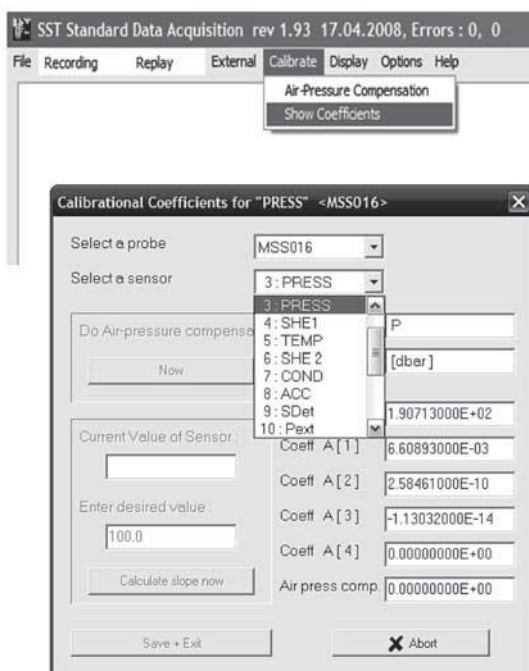 SST Standard Data Acquisition rev 1.93 17.04.2008, Errors : 0, 0
File Recording Replay External Calibrate Display Options Help
Air-Pressure Compensation
Show Coefficients
Calibrational Coefficients for "PRESS" <MSS016>
Select a probe MSS016
Select a sensor 3 : PRESS
3 : PRESS
4 : SHE1
5 : TEMP
6 : SHE 2
7 : COND
8 : ACC
9 : SDet
10 : Pext
Do Air-pressure compensa
Now
P
[dbar]
1.90713000E+02
Current Value of Sensor :
Coeff A [ 1 ] 6.60893000E-03
Coeff A [ 2 ] 2.58461000E-10
Enter desired value :
100.0
Coeff A [ 3 ] -1.13032000E-14
Coeff A [ 4 ] 0.00000000E+00
Calculate slope now
Air press comp. 0.00000000E+00
Save + Exit
Abort